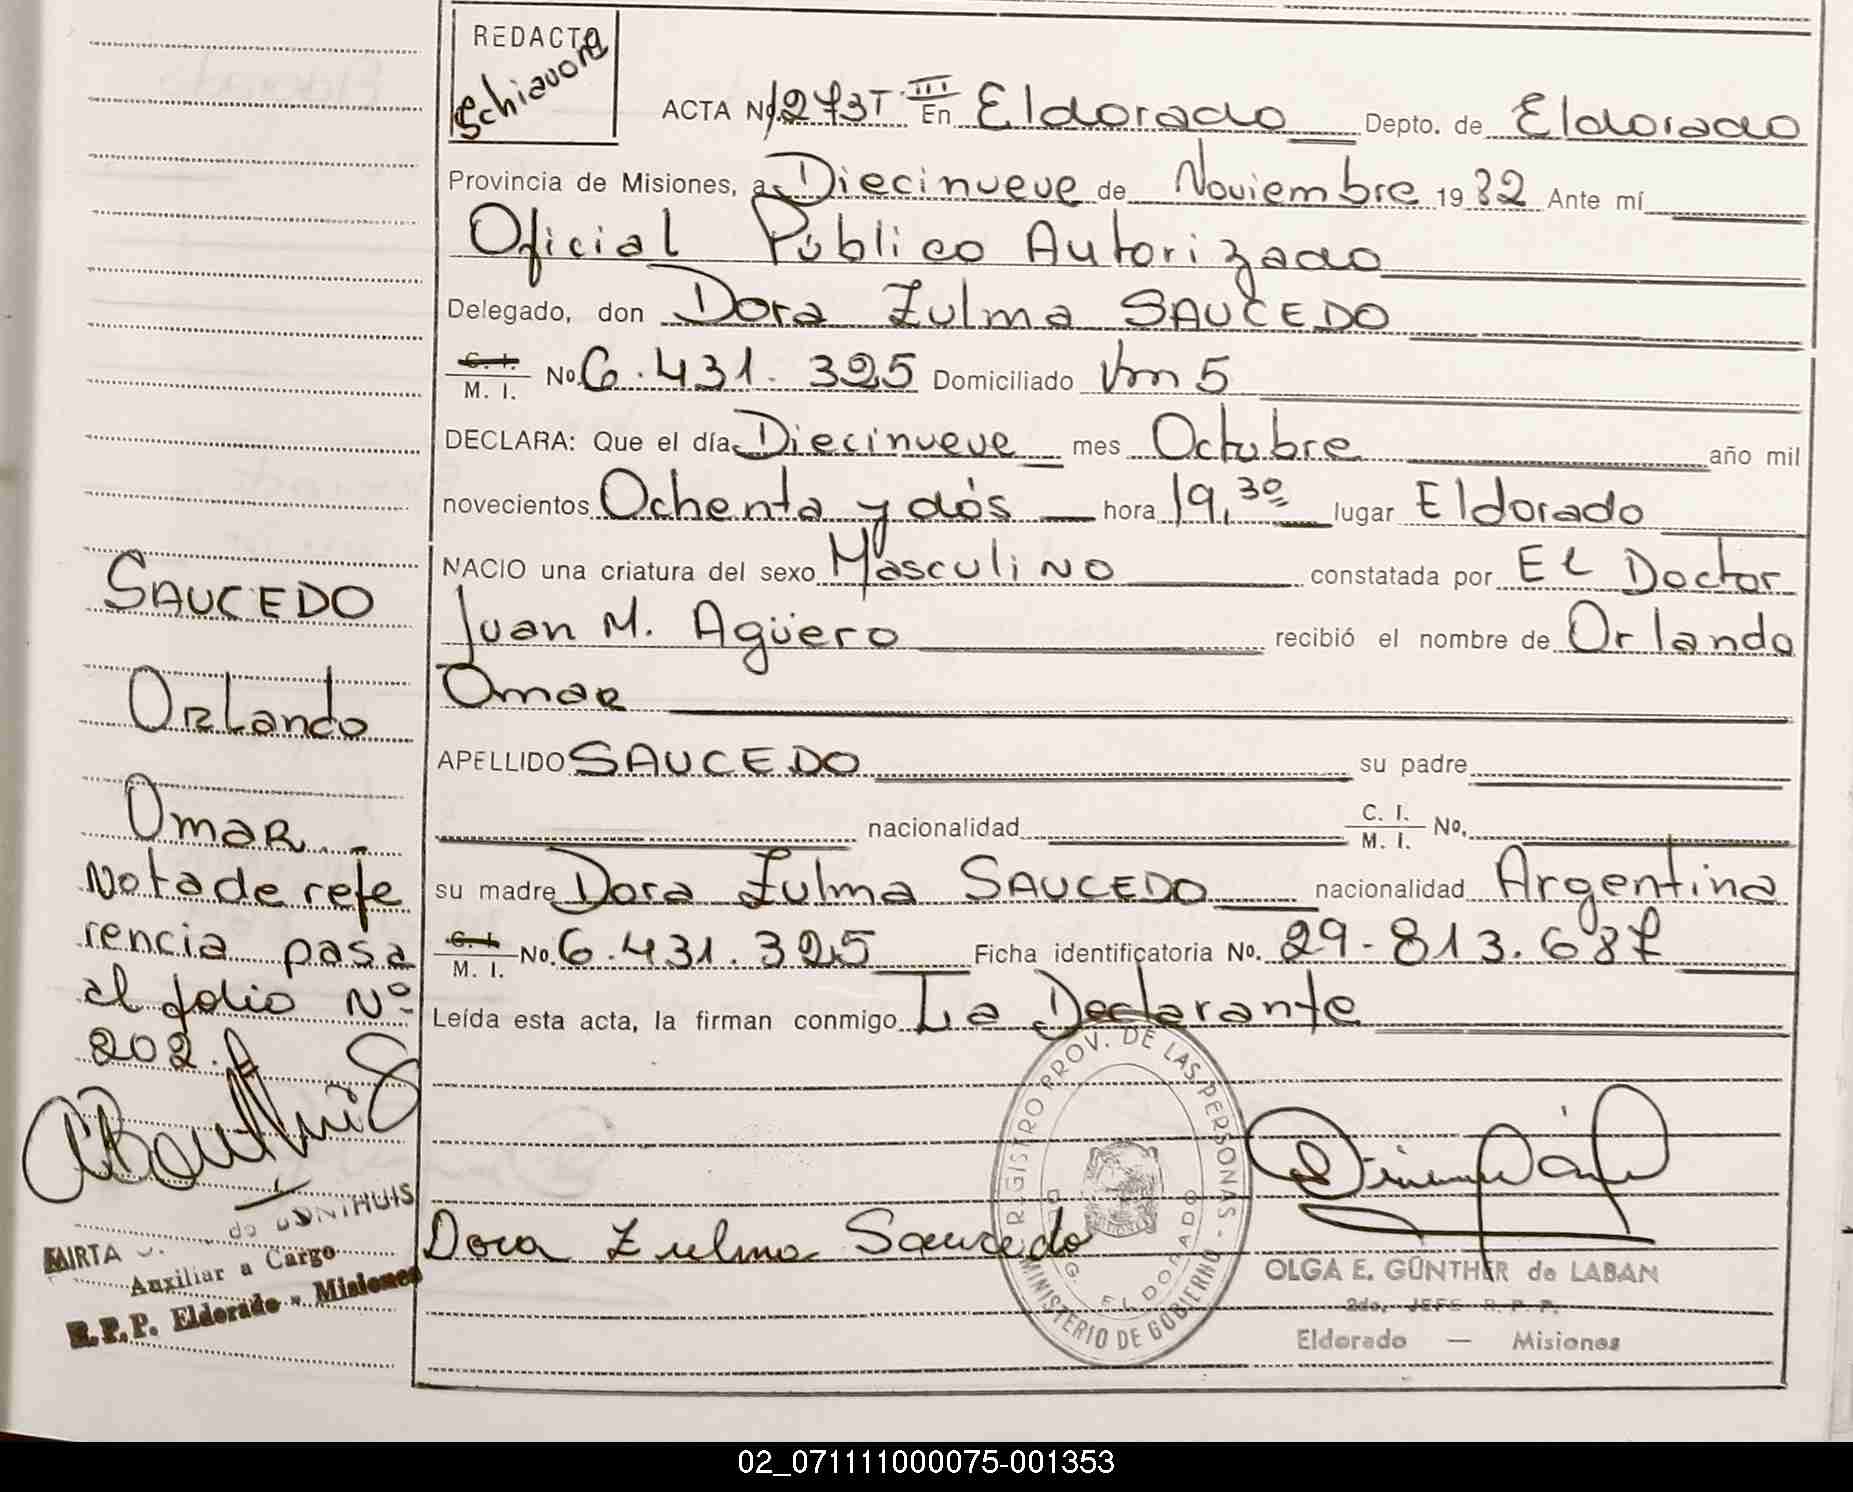 REDACTO
Schiavoni
ACTA Nº 1273 T III En Eldorado Depto. de Eldorado
Provincia de Misiones, a Diecinueve de Noviembre 1982 Ante mí
Oficial Público Autorizado
Delegado, don Dora Zulma SAUCEDO
C. I.
M. I. No. 6.431.325 Domiciliado Km 5
DECLARA: Que el día Diecinueve mes Octubre año mil
novecientos Ochenta y dós hora 19,30 lugar Eldorado
NACIO una criatura del sexo Masculino constatada por El Doctor
Juan M. Agüero recibió el nombre de Orlando
Omar
APELLIDO SAUCEDO su padre
nacionalidad C. I. M. I. No.
su madre Dora Zulma SAUCEDO nacionalidad Argentina
C. I.
M. I. No. 6.431.325 Ficha identificatoria No. 29-813.687
Leída esta acta, la firman conmigo La Declarante
SAUCEDO
Orlando
Omar.-
Nota de refe
rencia pasa
al folio Nº
202.
MIRTA de BONTHUIS
Auxiliar a Cargo
R.P.P. Eldorado - Misiones
Dora Zulma Saucedo
REGISTRO PROV. DE LAS PERSONAS - MINISTERIO DE GOBIERNO
ELDORADO
OLGA E. GÜNTHER de LABAN
2do. JEFE R. P. P.
Eldorado — Misiones
02_071111000075-001353